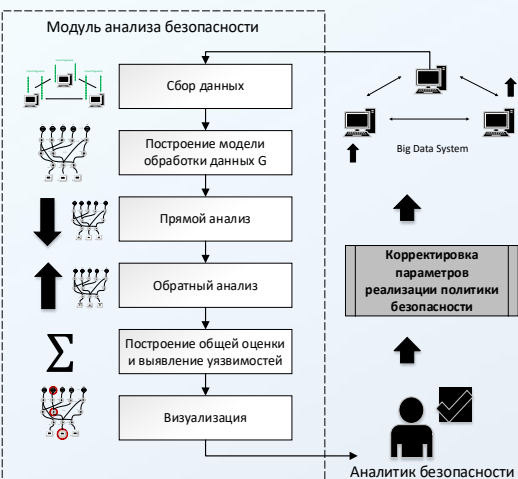 Модуль анализа безопасности
Сбор данных
Построение модели
обработки данных G
Прямой анализ
Обратный анализ
Σ
Построение общей оценки
и выявление уязвимостей
Визуализация
Big Data System
Корректировка
параметров
реализации политики
безопасности
Аналитик безопасности